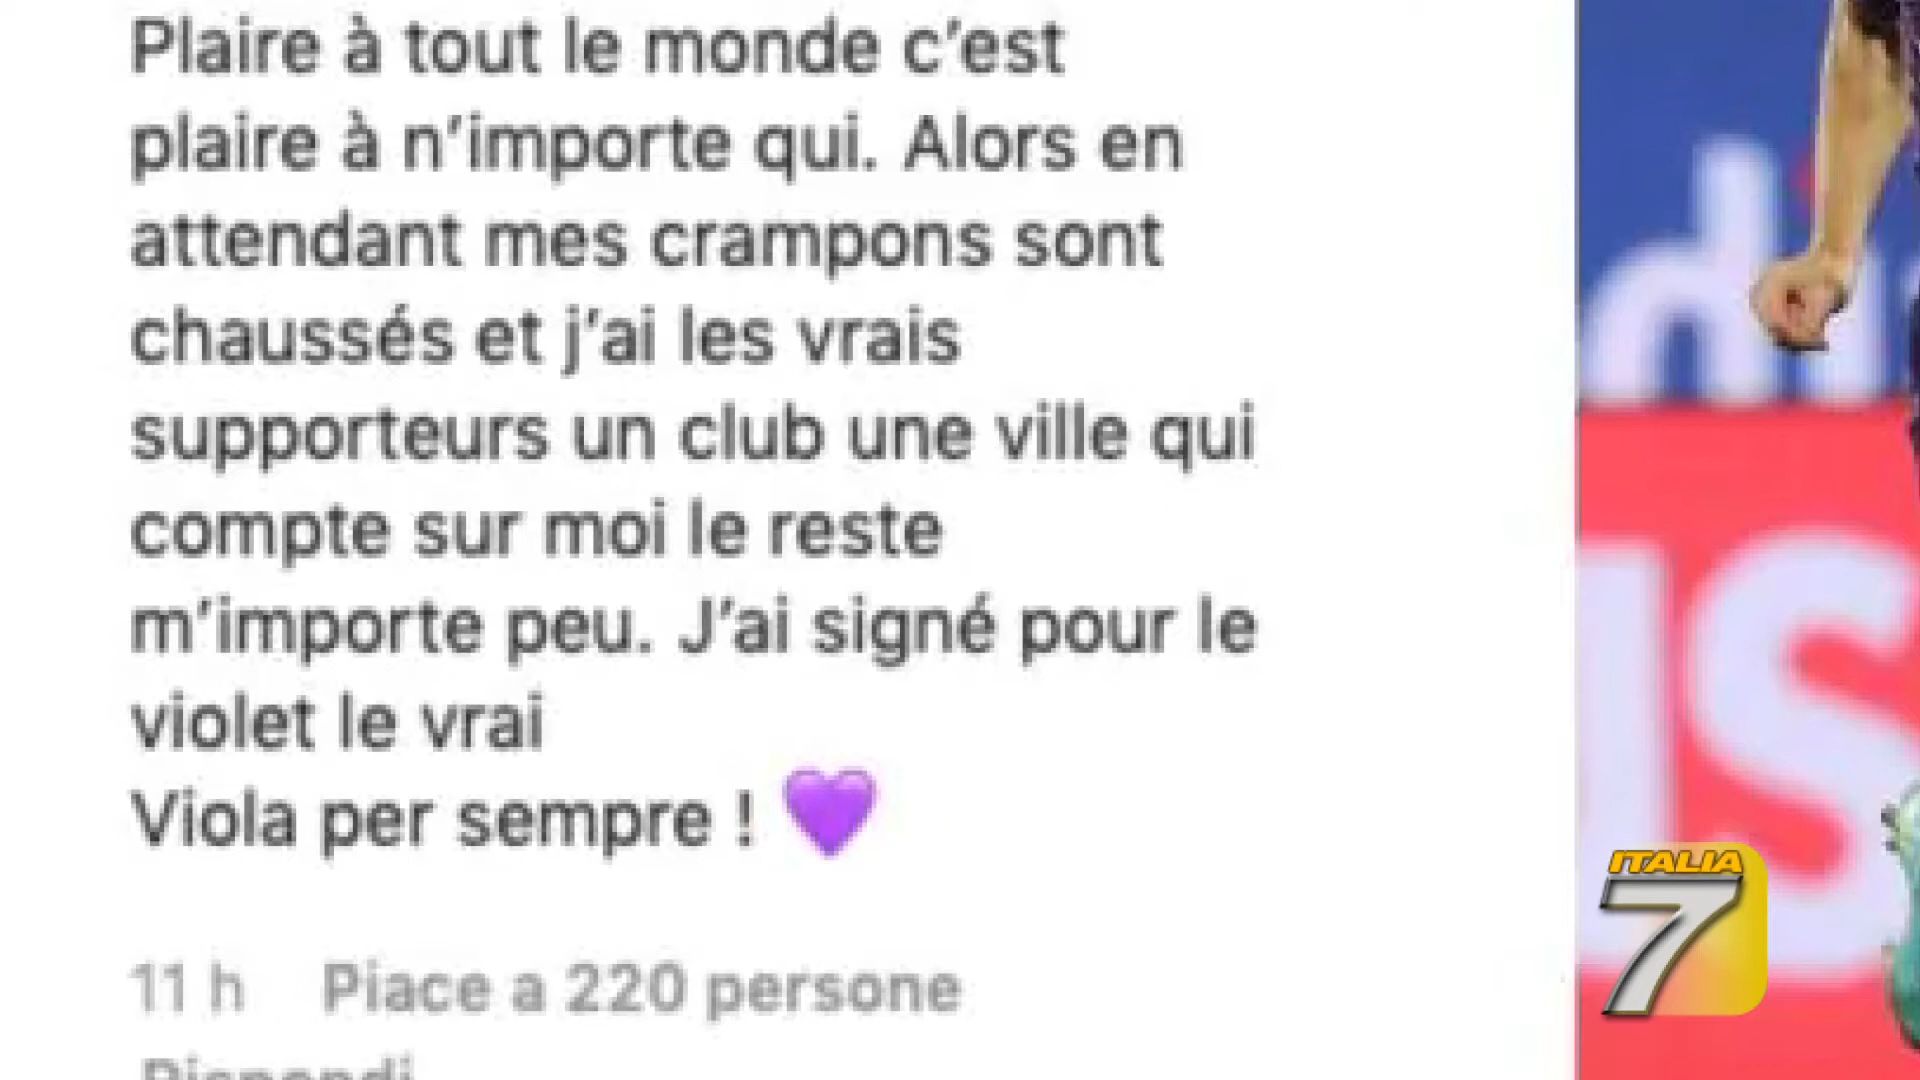 Plaire à tout le monde c’est
plaire à n’importe qui. Alors en
attendant mes crampons sont
chaussés et j’ai les vrais
supporteurs un club une ville qui
compte sur moi le reste
m’importe peu. J’ai signé pour le
violet le vrai
Viola per sempre ! 💜
11 h Piace a 220 persone
Rispondi
ITALIA
7